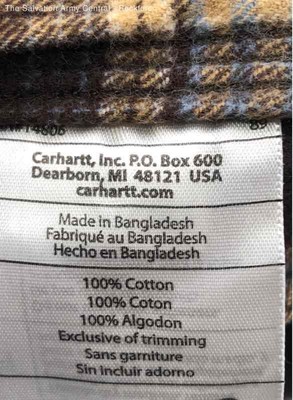 The Salvation Army Central
Carhartt, Inc. P.O. Box 600
Dearborn, MI 48121 USA
carhartt.com
Made in Bangladesh
Fabriqué au Bangladesh
Hecho en Bangladesh
100% Cotton
100% Coton
100% Algodon
Exclusive of trimming
Sans garniture
Sin incluir adorno